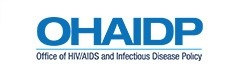 OHAIDP
Office of HIV/AIDS and Infectious Disease Policy